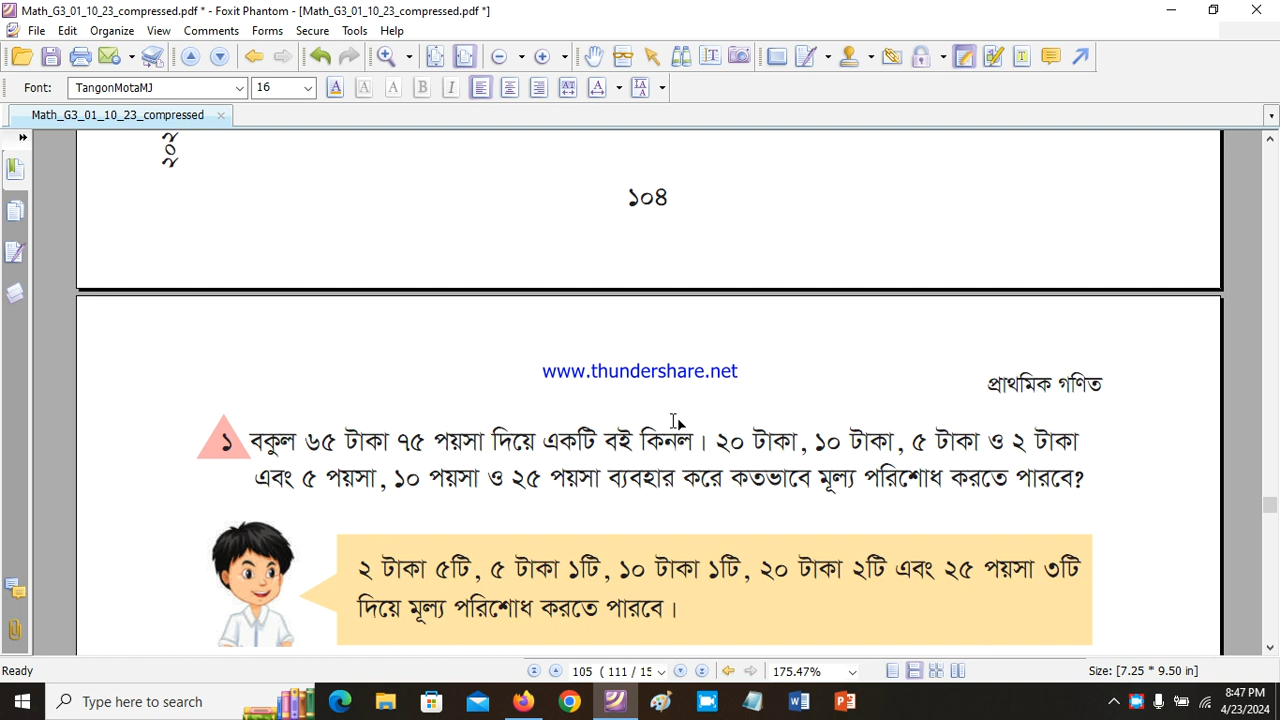 Math_G3_01_10_23_compressed.pdf * - Foxit Phantom - [Math_G3_01_10_23_compressed.pdf *]
File Edit Organize View Comments Forms Secure Tools Help
Font: TangonMotaMJ 16
Math_G3_01_10_23_compressed
২০২
১০৪
www.thundershare.net
প্রাথমিক গণিত
১ বকুল ৬৫ টাকা ৭৫ পয়সা দিয়ে একটি বই কিনল। ২০ টাকা, ১০ টাকা, ৫ টাকা ও ২ টাকা
এবং ৫ পয়সা, ১০ পয়সা ও ২৫ পয়সা ব্যবহার করে কতভাবে মূল্য পরিশোধ করতে পারবে?
২ টাকা ৫টি, ৫ টাকা ১টি, ১০ টাকা ১টি, ২০ টাকা ২টি এবং ২৫ পয়সা ৩টি
দিয়ে মূল্য পরিশোধ করতে পারবে।
Ready 105 ( 111 / 15 175.47% Size: [7.25 * 9.50 in]
Type here to search
8:47 PM
4/23/2024